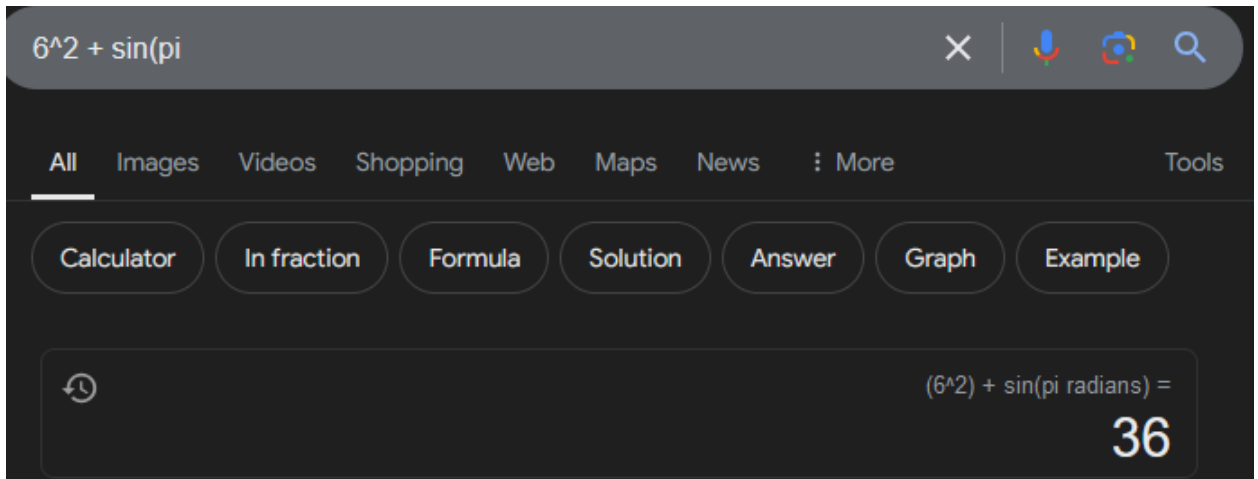 6^2 + sin(pi
All Images Videos Shopping Web Maps News More Tools
Calculator In fraction Formula Solution Answer Graph Example
(6^2) + sin(pi radians) =
36